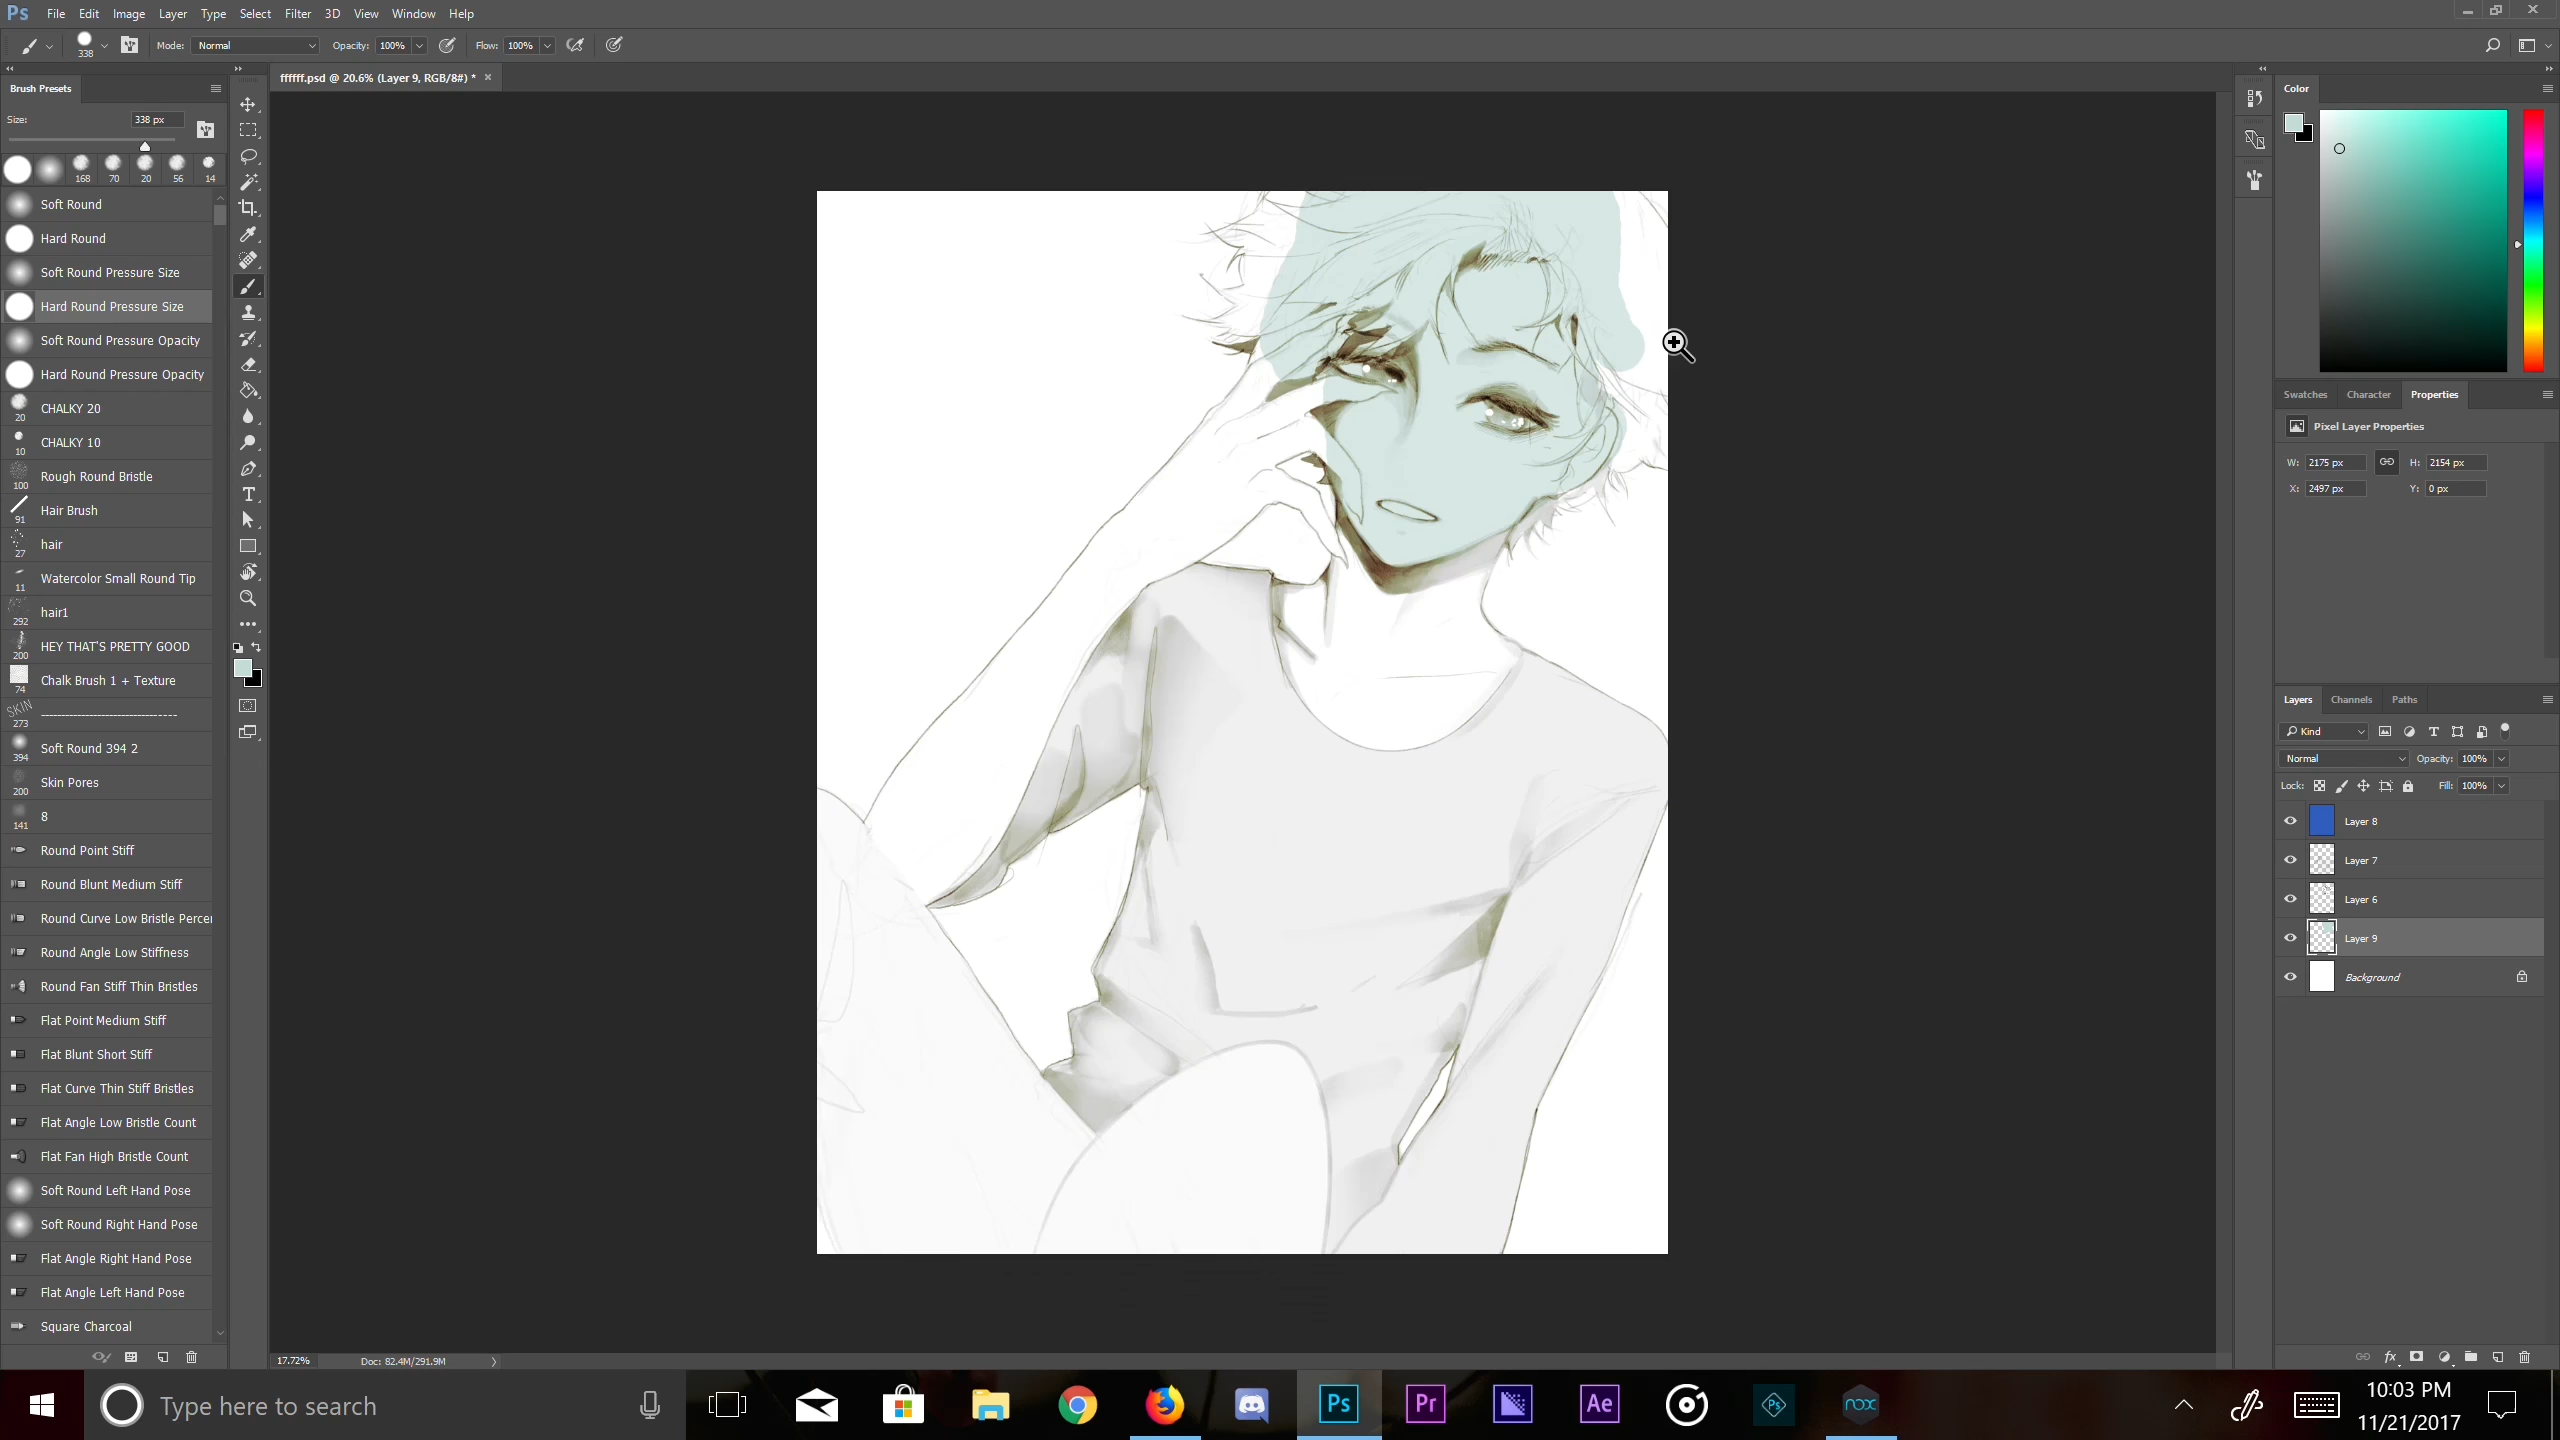 Ps File Edit Image Layer Type Select Filter 3D View Window Help
338 Mode: Normal Opacity: 100% Flow: 100%
ffffff.psd @ 20.6% (Layer 9, RGB/8#) * ×
Brush Presets
Size: 338 px
168 70 20 56 14
Soft Round
Hard Round
Soft Round Pressure Size
Hard Round Pressure Size
Soft Round Pressure Opacity
Hard Round Pressure Opacity
20 CHALKY 20
10 CHALKY 10
100 Rough Round Bristle
91 Hair Brush
27 hair
11 Watercolor Small Round Tip
292 hair1
200 HEY THAT'S PRETTY GOOD
74 Chalk Brush 1 + Texture
SKIN 273 --------------------------------
394 Soft Round 394 2
200 Skin Pores
141 8
Round Point Stiff
Round Blunt Medium Stiff
Round Curve Low Bristle Percer
Round Angle Low Stiffness
Round Fan Stiff Thin Bristles
Flat Point Medium Stiff
Flat Blunt Short Stiff
Flat Curve Thin Stiff Bristles
Flat Angle Low Bristle Count
Flat Fan High Bristle Count
Soft Round Left Hand Pose
Soft Round Right Hand Pose
Flat Angle Right Hand Pose
Flat Angle Left Hand Pose
Square Charcoal
17.72% Doc: 82.4M/291.9M
Color
Swatches Character Properties
Pixel Layer Properties
W: 2175 px H: 2154 px
X: 2497 px Y: 0 px
Layers Channels Paths
Kind
Normal Opacity: 100%
Lock: Fill: 100%
Layer 8
Layer 7
Layer 6
Layer 9
Background
fx
Type here to search
Ps Pr Ae Ps nox
10:03 PM
11/21/2017